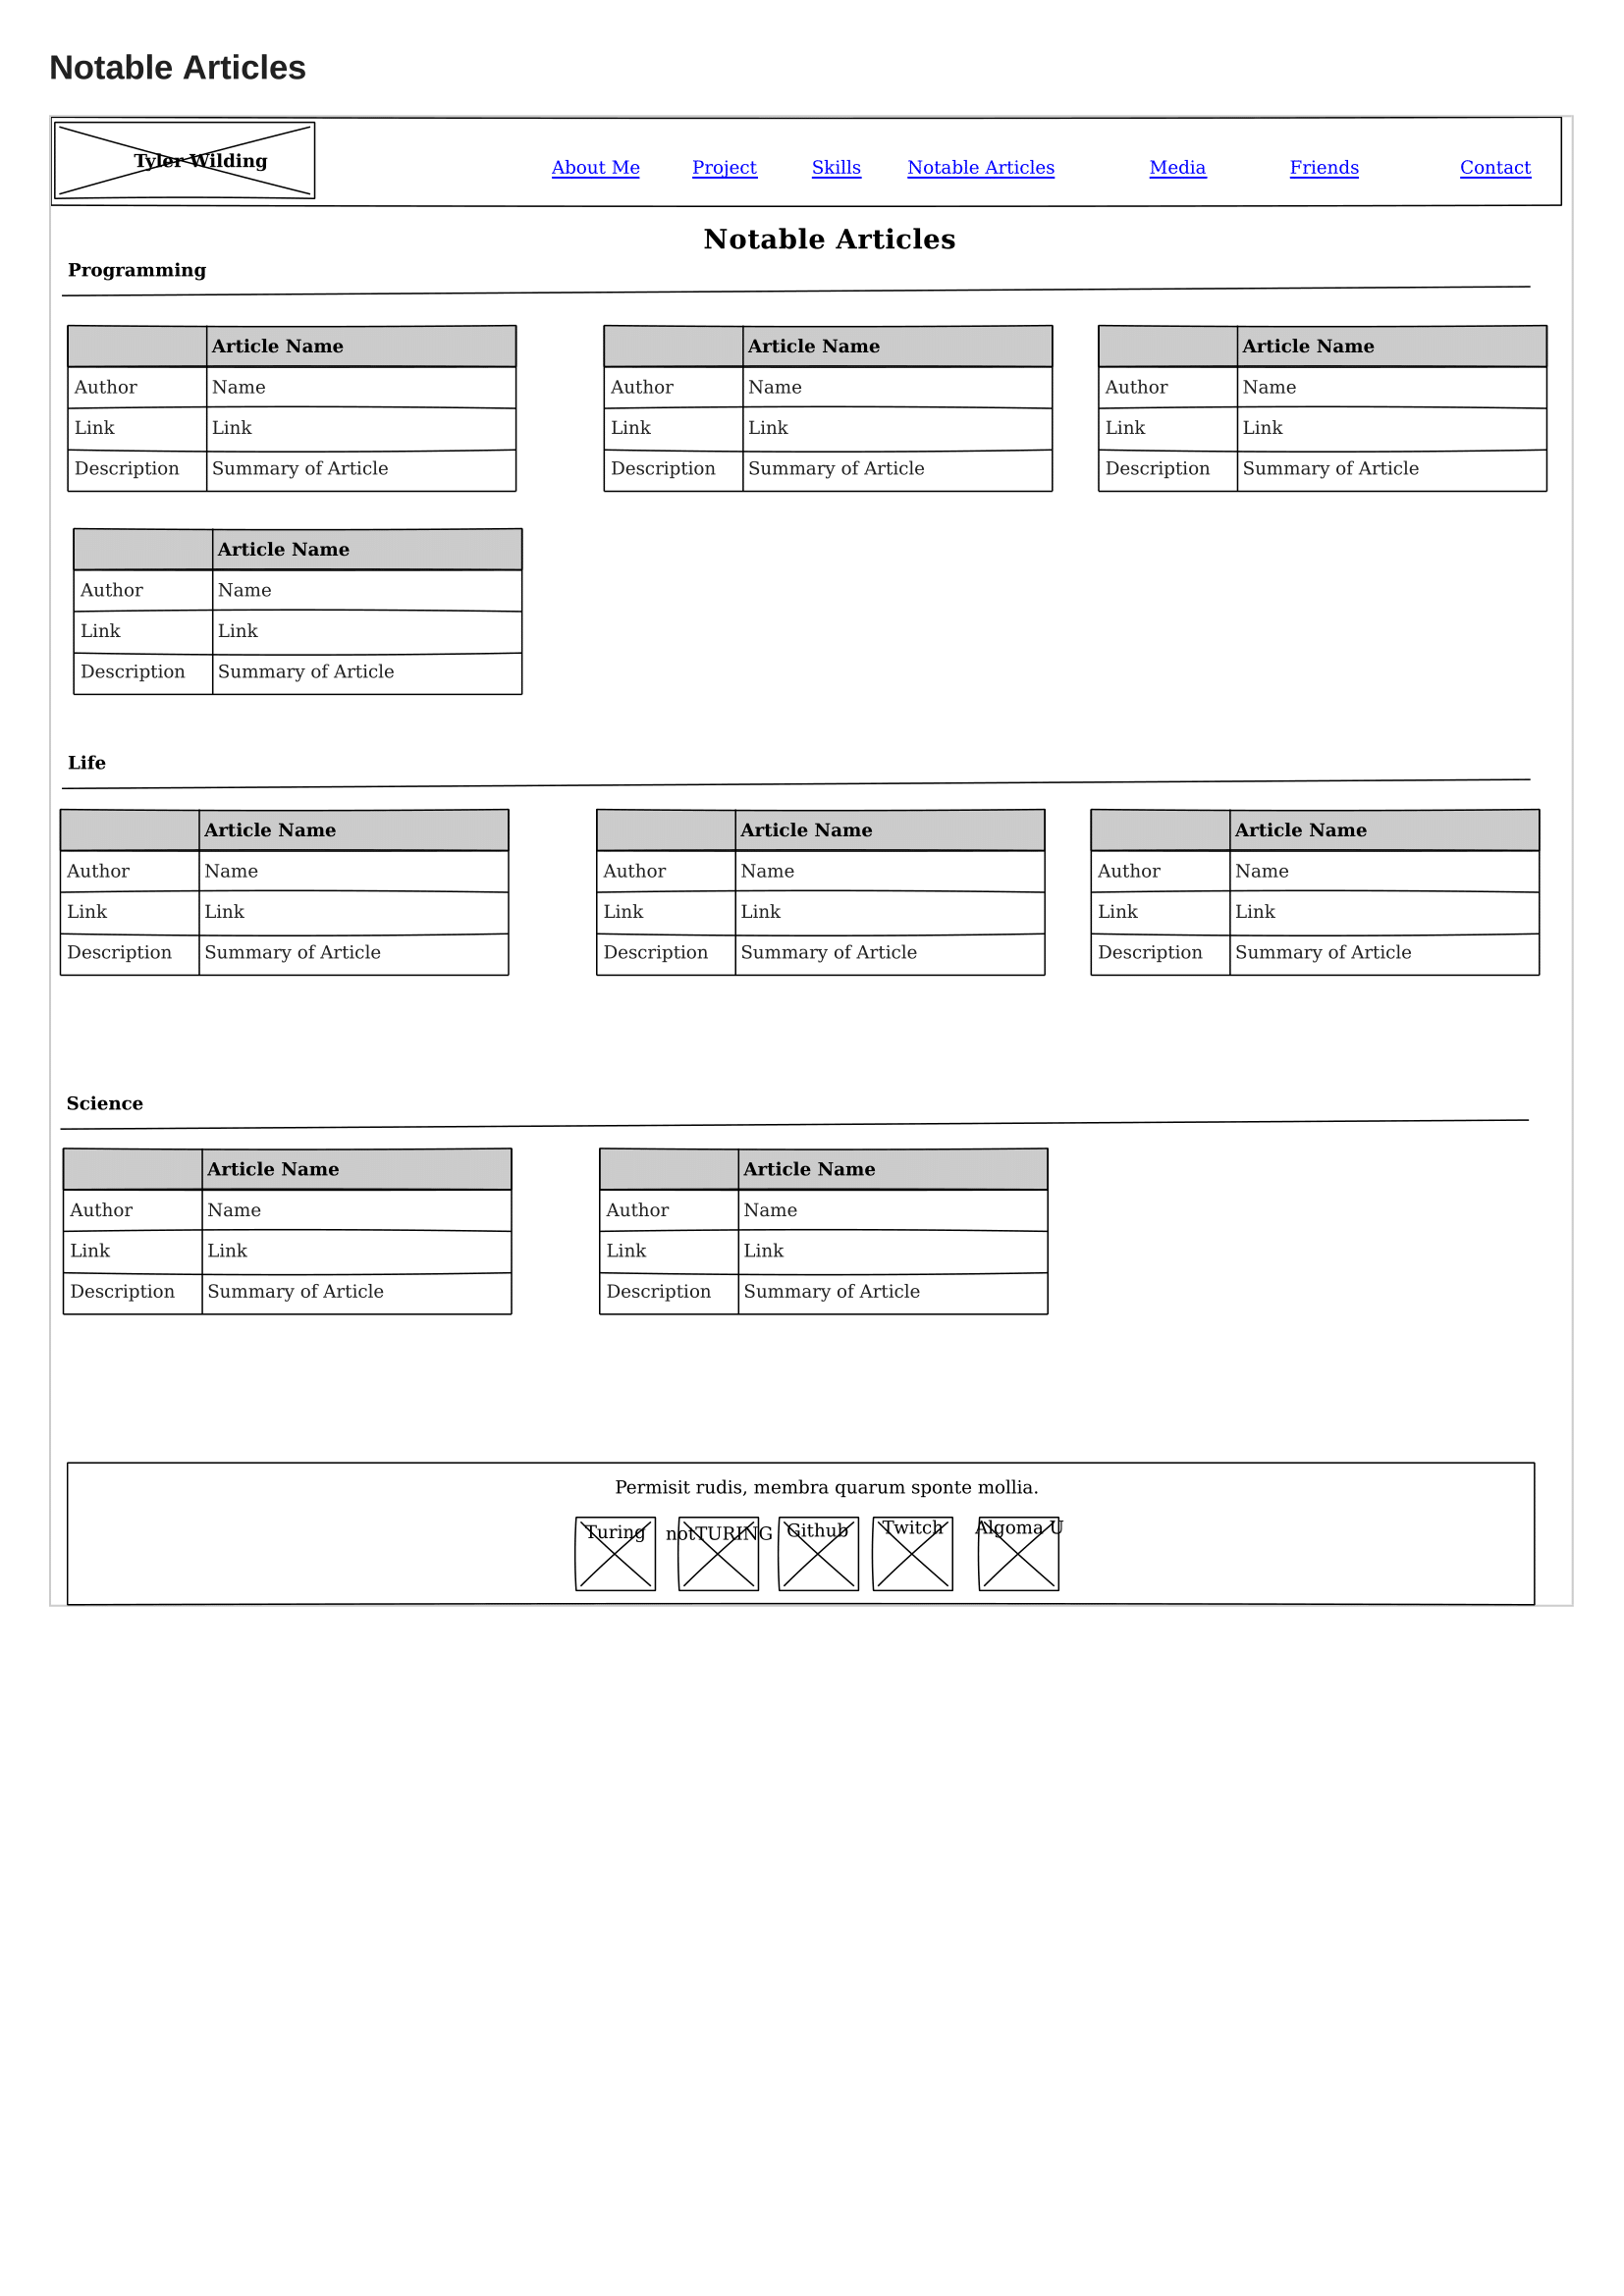 Notable Articles
Tyler Wilding
About Me Project Skills Notable Articles Media Friends Contact
Notable Articles
Programming
Article Name Article Name Article Name
Author Name Author Name Author Name
Link Link Link Link Link Link
Description Summary of Article Description Summary of Article Description Summary of Article
Article Name
Author Name
Link Link
Description Summary of Article
Life
Article Name Article Name Article Name
Author Name Author Name Author Name
Link Link Link Link Link Link
Description Summary of Article Description Summary of Article Description Summary of Article
Science
Article Name Article Name
Author Name Author Name
Link Link Link Link
Description Summary of Article Description Summary of Article
Permisit rudis, membra quarum sponte mollia.
Turing notTURING Github Twitch Algoma U